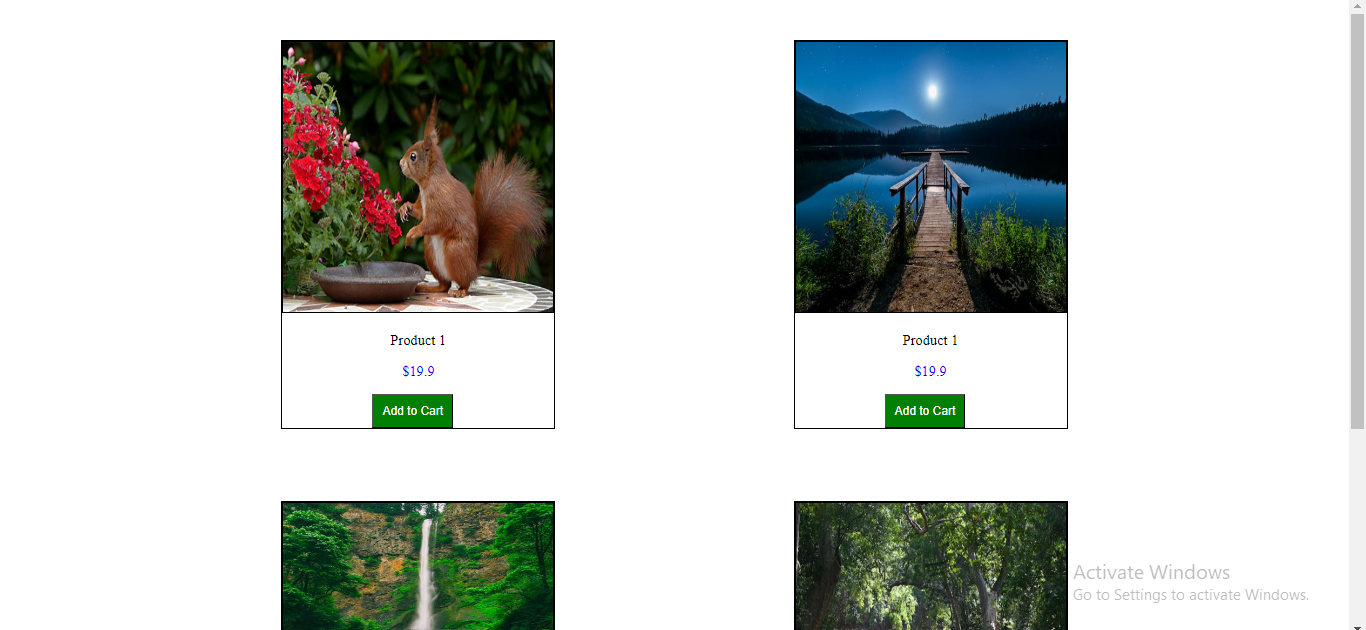 Product 1
$19.9
Add to Cart
Product 1
$19.9
Add to Cart
Activate Windows
Go to Settings to activate Windows.